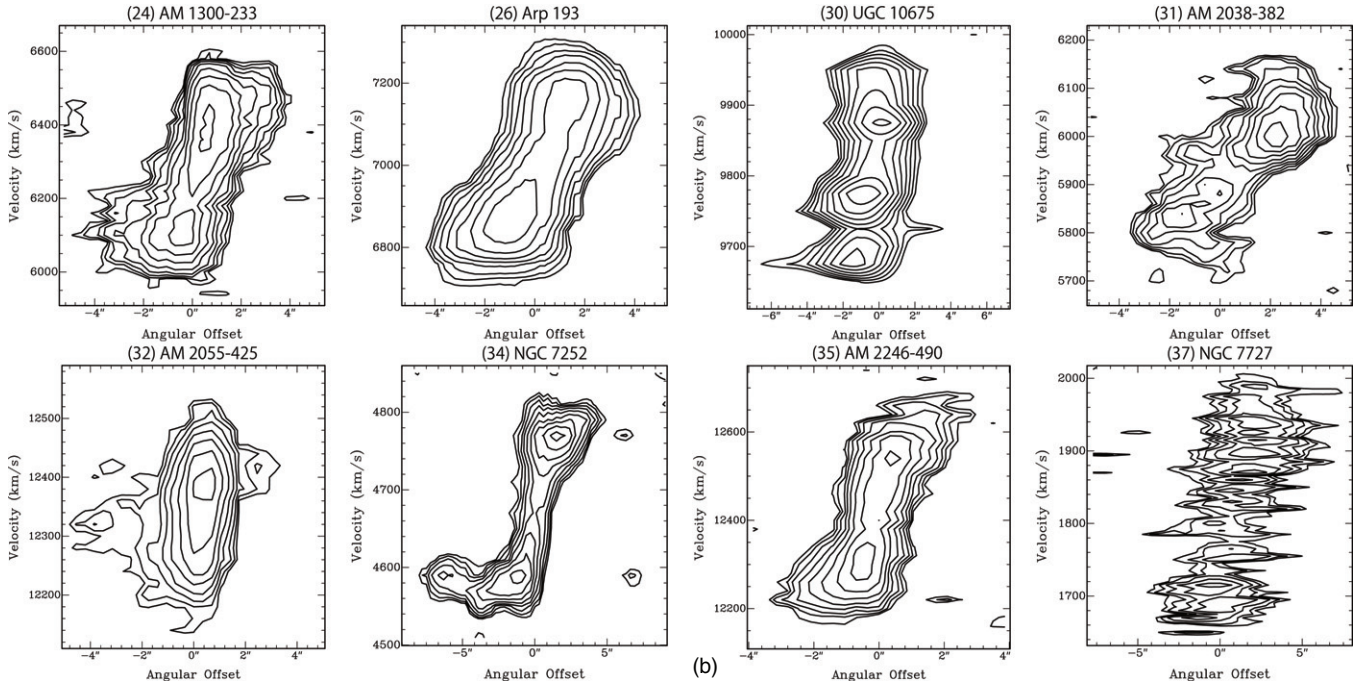 (24) AM 1300-233
6600
6400
6200
6000
Velocity (km/s)
-4" -2" 0" 2" 4"
Angular Offset
(26) Arp 193
7200
7000
6800
Velocity (km/s)
-4" -2" 0" 2" 4"
Angular Offset
(30) UGC 10675
10000
9900
9800
9700
Velocity (km/s)
-6" -4" -2" 0" 2" 4" 6"
Angular Offset
(31) AM 2038-382
6200
6100
6000
5900
5800
5700
Velocity (km/s)
-4" -2" 0" 2" 4"
Angular Offset
(32) AM 2055-425
12500
12400
12300
12200
Velocity (km/s)
-4" -2" 0" 2" 4"
Angular Offset
(34) NGC 7252
4800
4700
4600
4500
Velocity (km/s)
-5" 0" 5"
Angular Offset
(35) AM 2246-490
12600
12400
12200
Velocity (km/s)
-4" -2" 0" 2" 4"
Angular Offset
(37) NGC 7727
2000
1900
1800
1700
Velocity (km/s)
-5" 0" 5"
Angular Offset
(b)